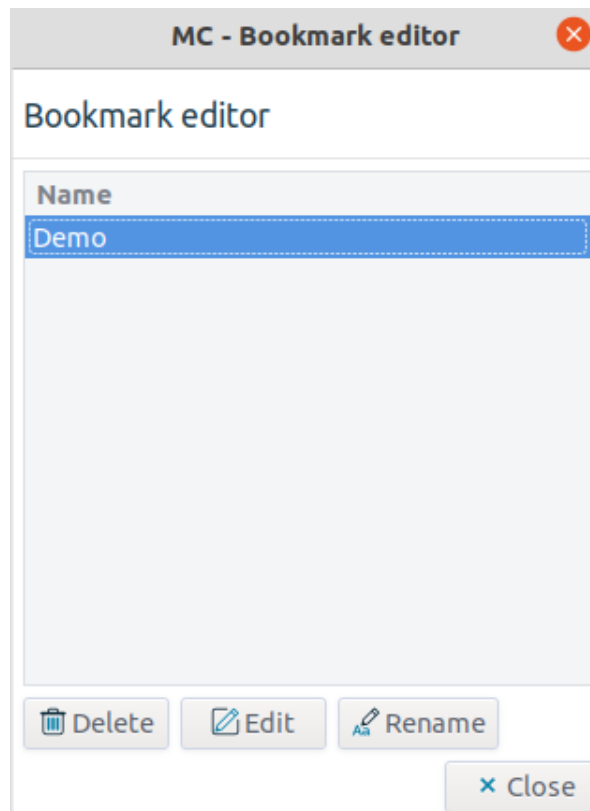 MC - Bookmark editor
Bookmark editor
Name
Demo
Delete Edit Rename
Close